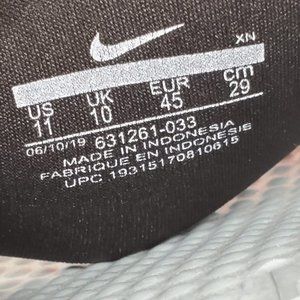 XN
US UK EUR cm
11 10 45 29
06/10/19 631261-033
MADE IN INDONESIA
FABRIQUE EN INDONESIE
UPC 19315170810615